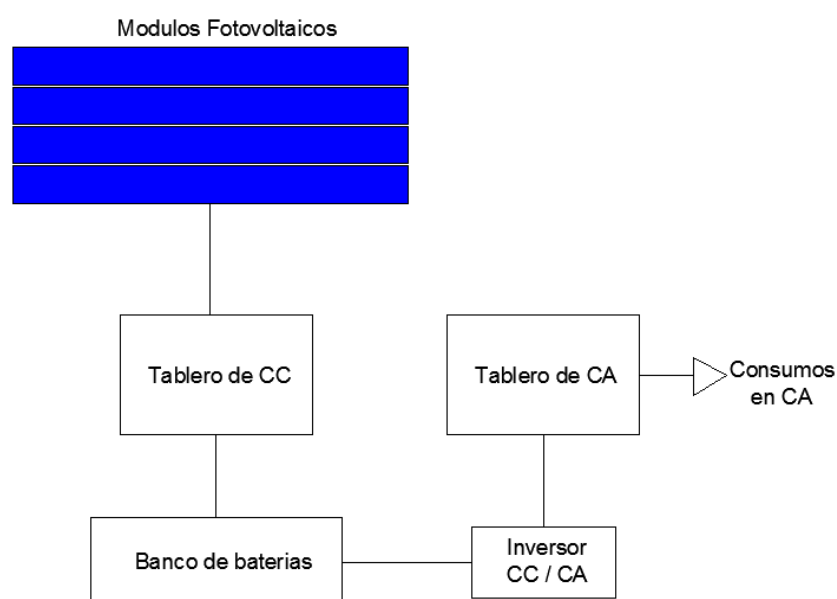 Modulos Fotovoltaicos
Tablero de CC
Tablero de CA
Consumos
en CA
Banco de baterias
Inversor
CC / CA